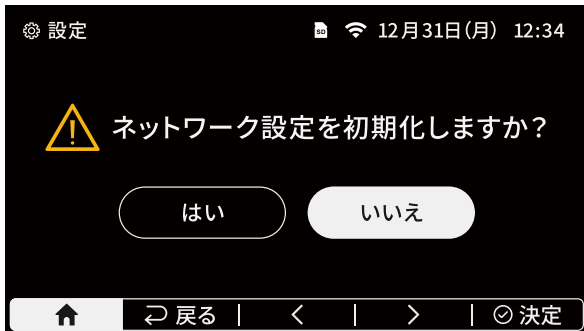 設定 SD 12月31日(月) 12:34
ネットワーク設定を初期化しますか?
はい いいえ
戻る 決定